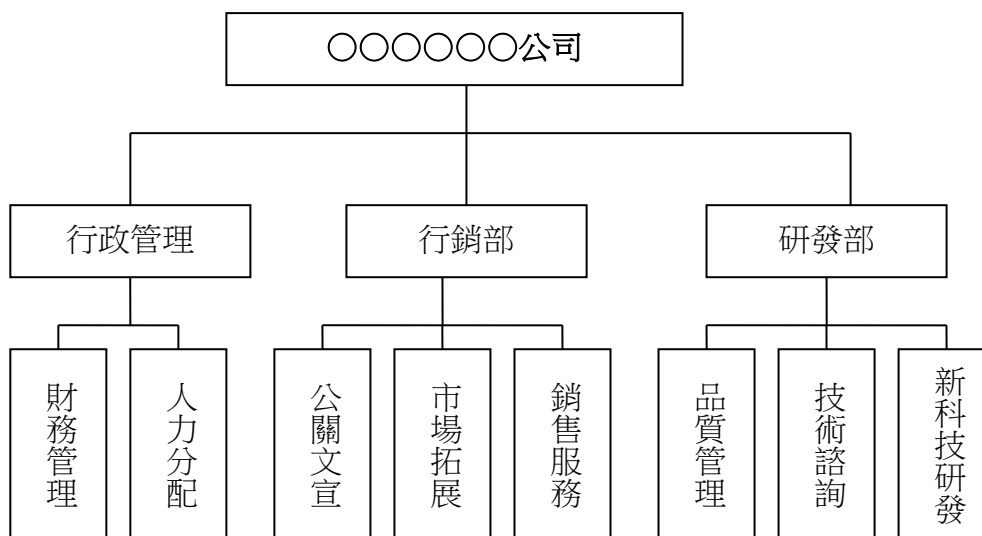 ○○○○○○公司
行政管理
行銷部
研發部
財務管理
人力分配
公關文宣
市場拓展
銷售服務
品質管理
技術諮詢
新科技研發